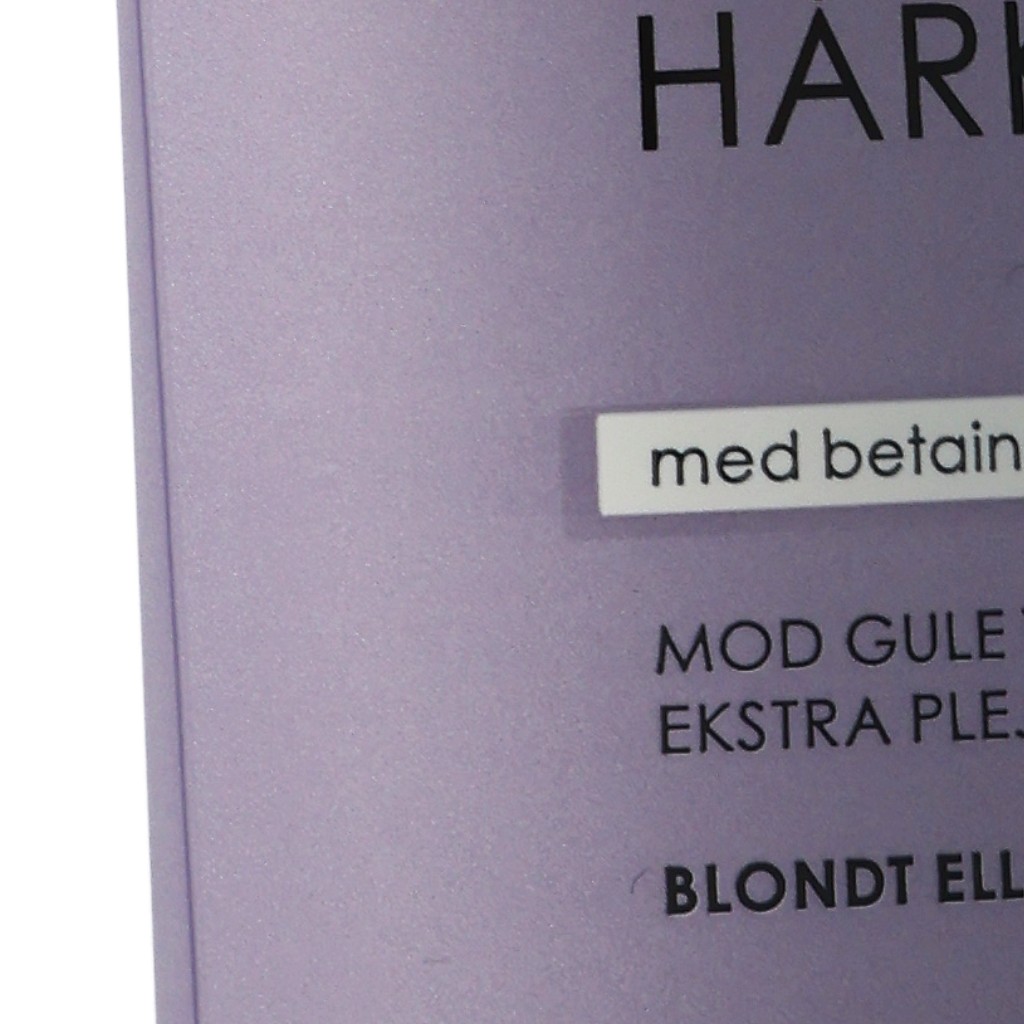 HÅR
med betain
MOD GULE
EKSTRA PLE
BLONDT ELL